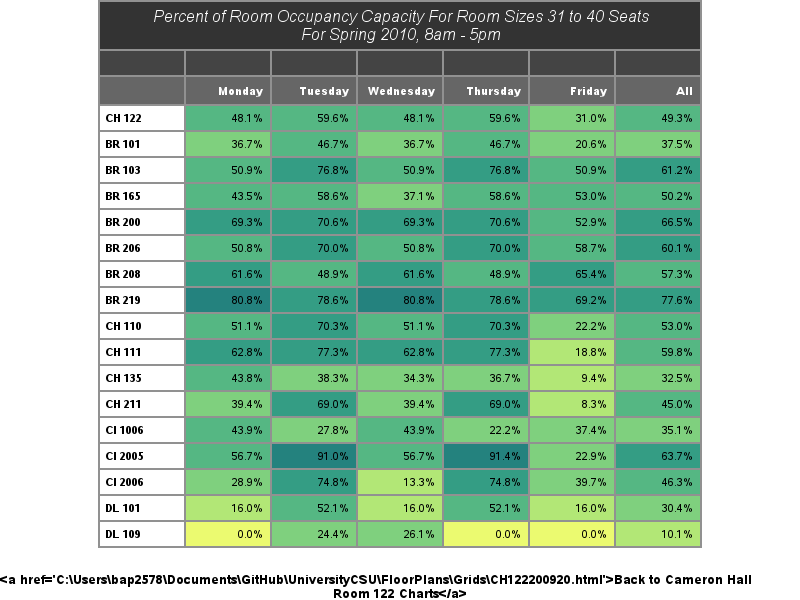 Percent of Room Occupancy Capacity For Room Sizes 31 to 40 Seats
For Spring 2010, 8am - 5pm
Monday Tuesday Wednesday Thursday Friday All
CH 122 48.1% 59.6% 48.1% 59.6% 31.0% 49.3%
BR 101 36.7% 46.7% 36.7% 46.7% 20.6% 37.5%
BR 103 50.9% 76.8% 50.9% 76.8% 50.9% 61.2%
BR 165 43.5% 58.6% 37.1% 58.6% 53.0% 50.2%
BR 200 69.3% 70.6% 69.3% 70.6% 52.9% 66.5%
BR 206 50.8% 70.0% 50.8% 70.0% 58.7% 60.1%
BR 208 61.6% 48.9% 61.6% 48.9% 65.4% 57.3%
BR 219 80.8% 78.6% 80.8% 78.6% 69.2% 77.6%
CH 110 51.1% 70.3% 51.1% 70.3% 22.2% 53.0%
CH 111 62.8% 77.3% 62.8% 77.3% 18.8% 59.8%
CH 135 43.8% 38.3% 34.3% 36.7% 9.4% 32.5%
CH 211 39.4% 69.0% 39.4% 69.0% 8.3% 45.0%
CI 1006 43.9% 27.8% 43.9% 22.2% 37.4% 35.1%
CI 2005 56.7% 91.0% 56.7% 91.4% 22.9% 63.7%
CI 2006 28.9% 74.8% 13.3% 74.8% 39.7% 46.3%
DL 101 16.0% 52.1% 16.0% 52.1% 16.0% 30.4%
DL 109 0.0% 24.4% 26.1% 0.0% 0.0% 10.1%
<a href='C:\Users\bap2578\Documents\GitHub\UniversityCSU\FloorPlans\Grids\CH122200920.html'>Back to Cameron Hall
Room 122 Charts</a>